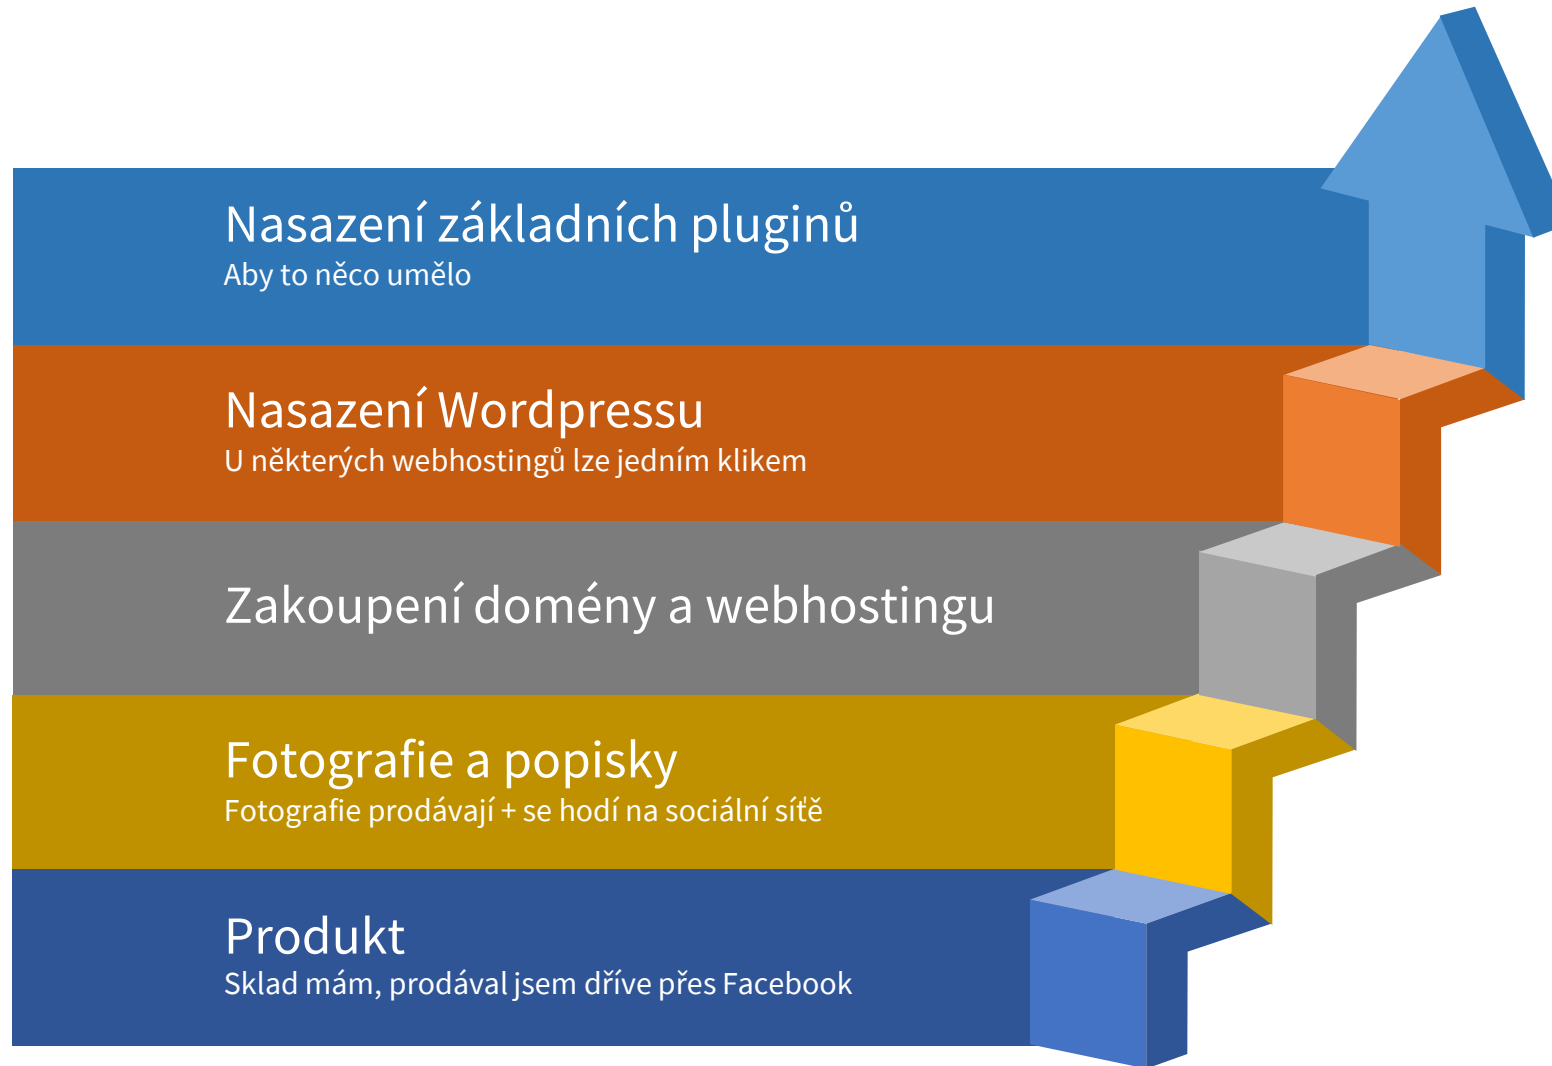 Nasazení základních pluginů
Aby to něco umělo
Nasazení Wordpressu
U některých webhostingů lze jedním klikem
Zakoupení domény a webhostingu
Fotografie a popisky
Fotografie prodávají + se hodí na sociální síťě
Produkt
Sklad mám, prodával jsem dříve přes Facebook